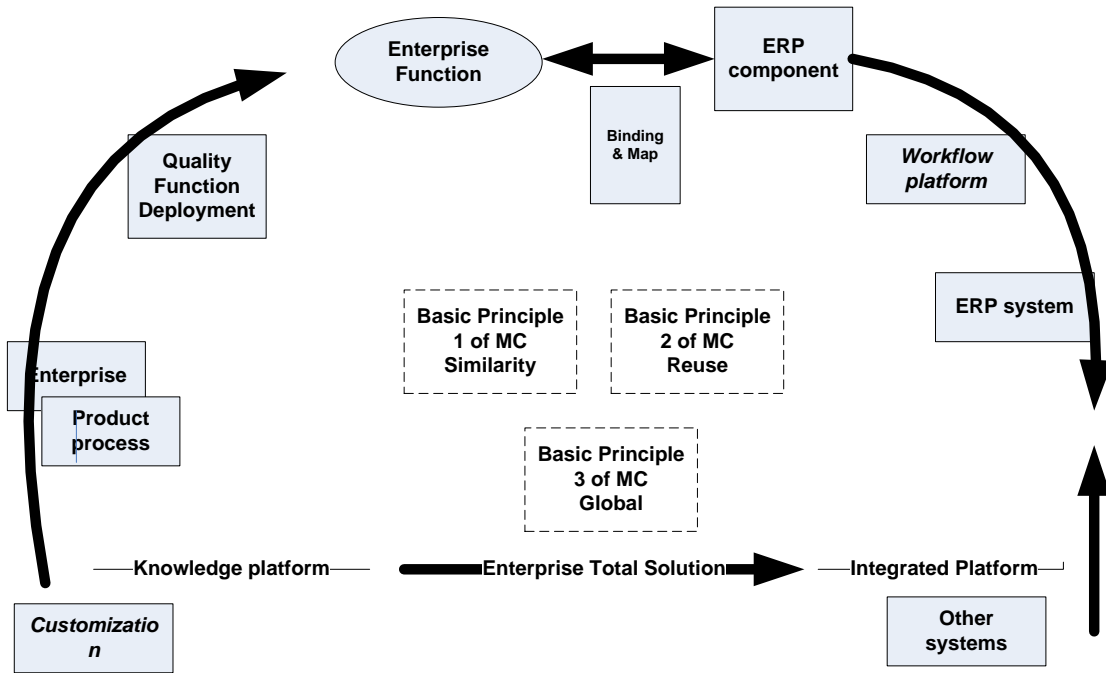 Enterprise
Function
ERP
component
Binding
& Map
Quality
Function
Deployment
Workflow
platform
Basic Principle
1 of MC
Similarity
Basic Principle
2 of MC
Reuse
ERP system
Enterprise
Product
process
Basic Principle
3 of MC
Global
Knowledge platform
Enterprise Total Solution
Integrated Platform
Customizatio
n
Other
systems